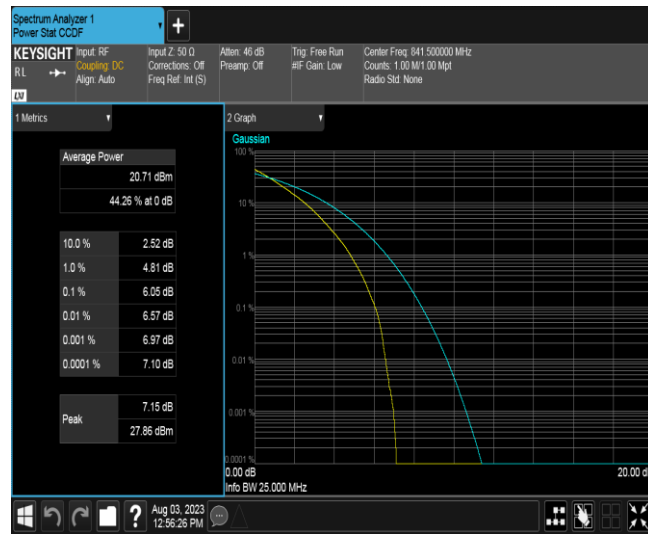 Spectrum Analyzer 1
Power Stat CCDF
+
KEYSIGHT
R L
LXI
Input: RF
Coupling: DC
Align: Auto
Input Z: 50 Ω
Corrections: Off
Freq Ref: Int (S)
Atten: 46 dB
Preamp: Off
Trig: Free Run
#IF Gain: Low
Center Freq: 841.500000 MHz
Counts: 1.00 M/1.00 Mpt
Radio Std: None
1 Metrics
Average Power
20.71 dBm
44.26 % at 0 dB
10.0 % 2.52 dB
1.0 % 4.81 dB
0.1 % 6.05 dB
0.01 % 6.57 dB
0.001 % 6.97 dB
0.0001 % 7.10 dB
Peak
7.15 dB
27.86 dBm
2 Graph
Gaussian
100 %
10 %
1 %
0.1 %
0.01 %
0.001 %
0.0001 %
0.00 dB
20.00 d
Info BW 25.000 MHz
?
Aug 03, 2023
12:56:26 PM